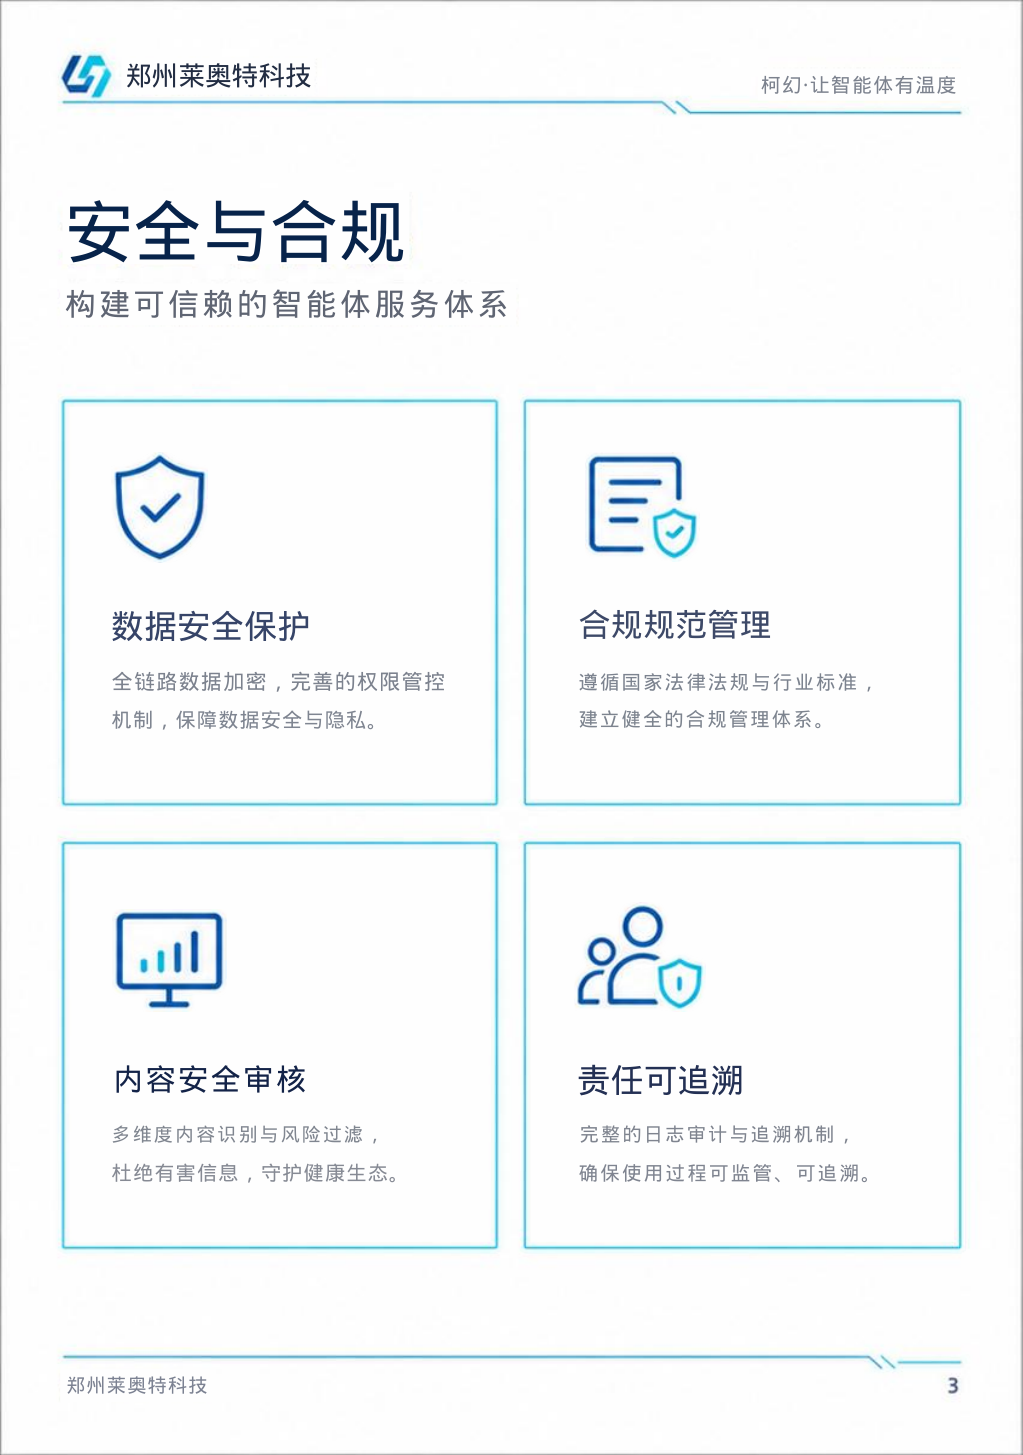 郑州莱奥特科技
柯幻·让智能体有温度
安全与合规
构建可信赖的智能体服务体系
数据安全保护
全链路数据加密，完善的权限管控
机制，保障数据安全与隐私。
合规规范管理
遵循国家法律法规与行业标准，
建立健全的合规管理体系。
内容安全审核
多维度内容识别与风险过滤，
杜绝有害信息，守护健康生态。
责任可追溯
完整的日志审计与追溯机制，
确保使用过程可监管、可追溯。
郑州莱奥特科技
3